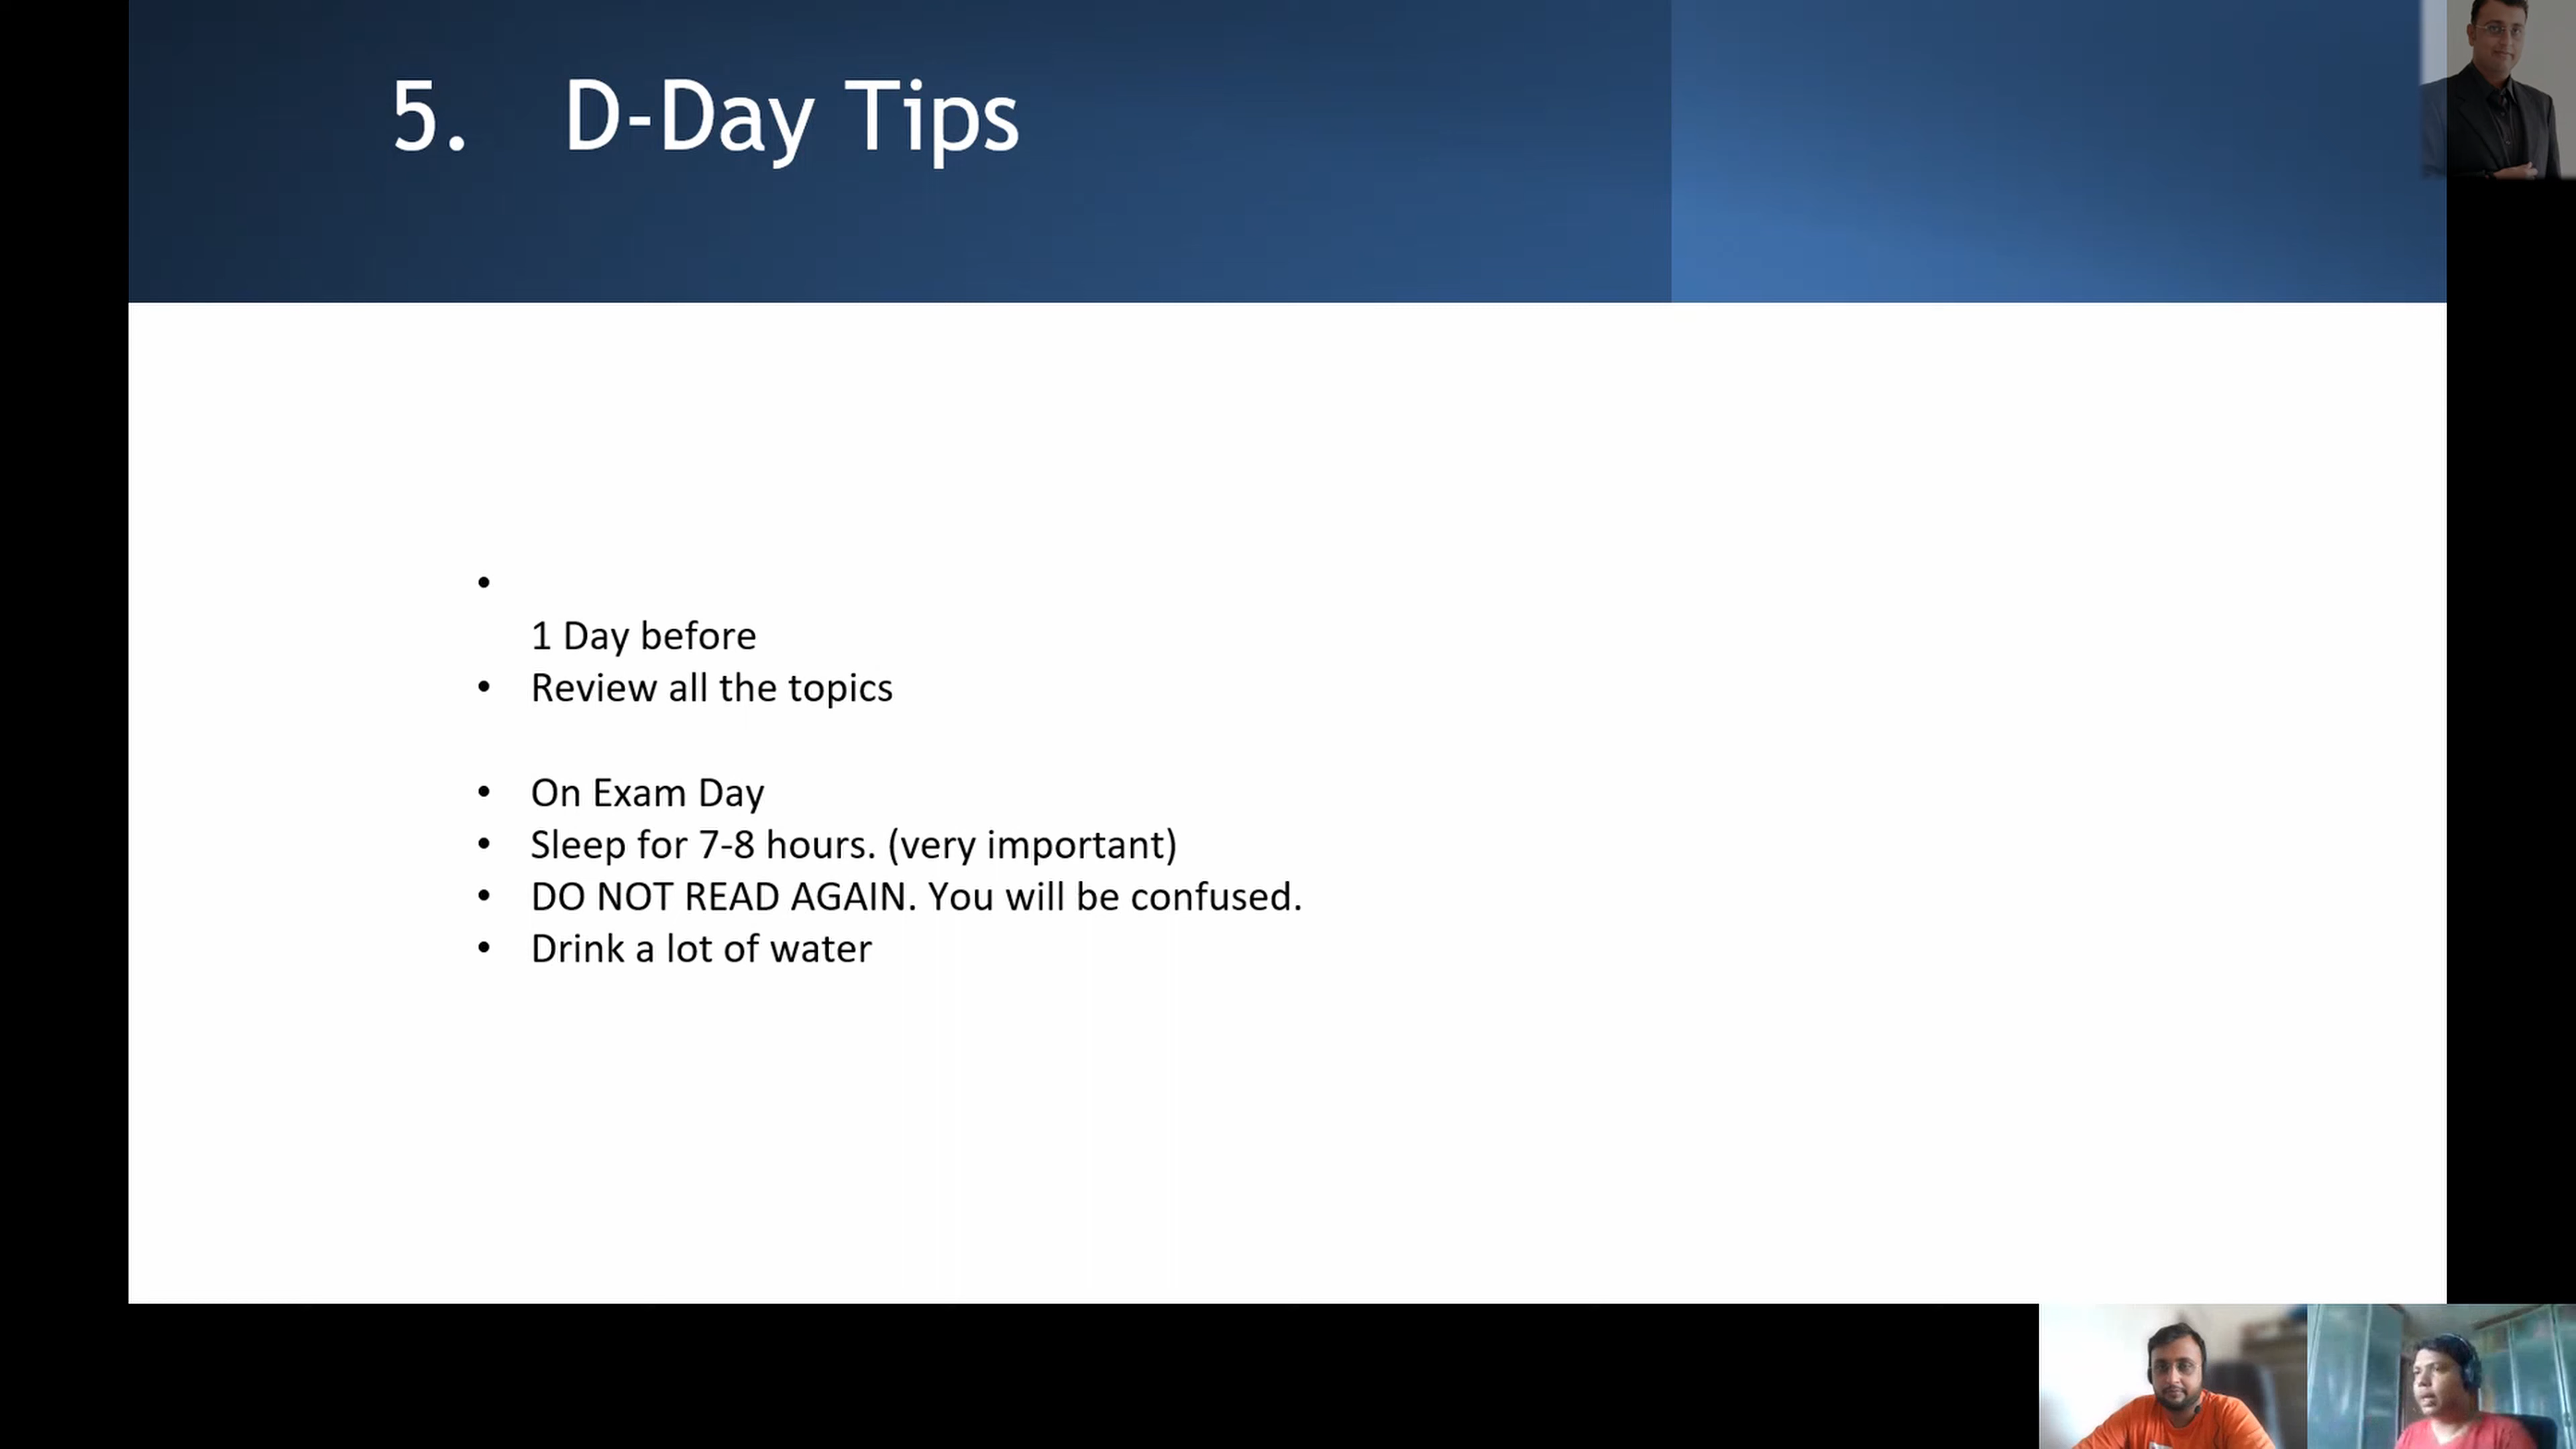 5. D-Day Tips
•
1 Day before
• Review all the topics
• On Exam Day
• Sleep for 7-8 hours. (very important)
• DO NOT READ AGAIN. You will be confused.
• Drink a lot of water